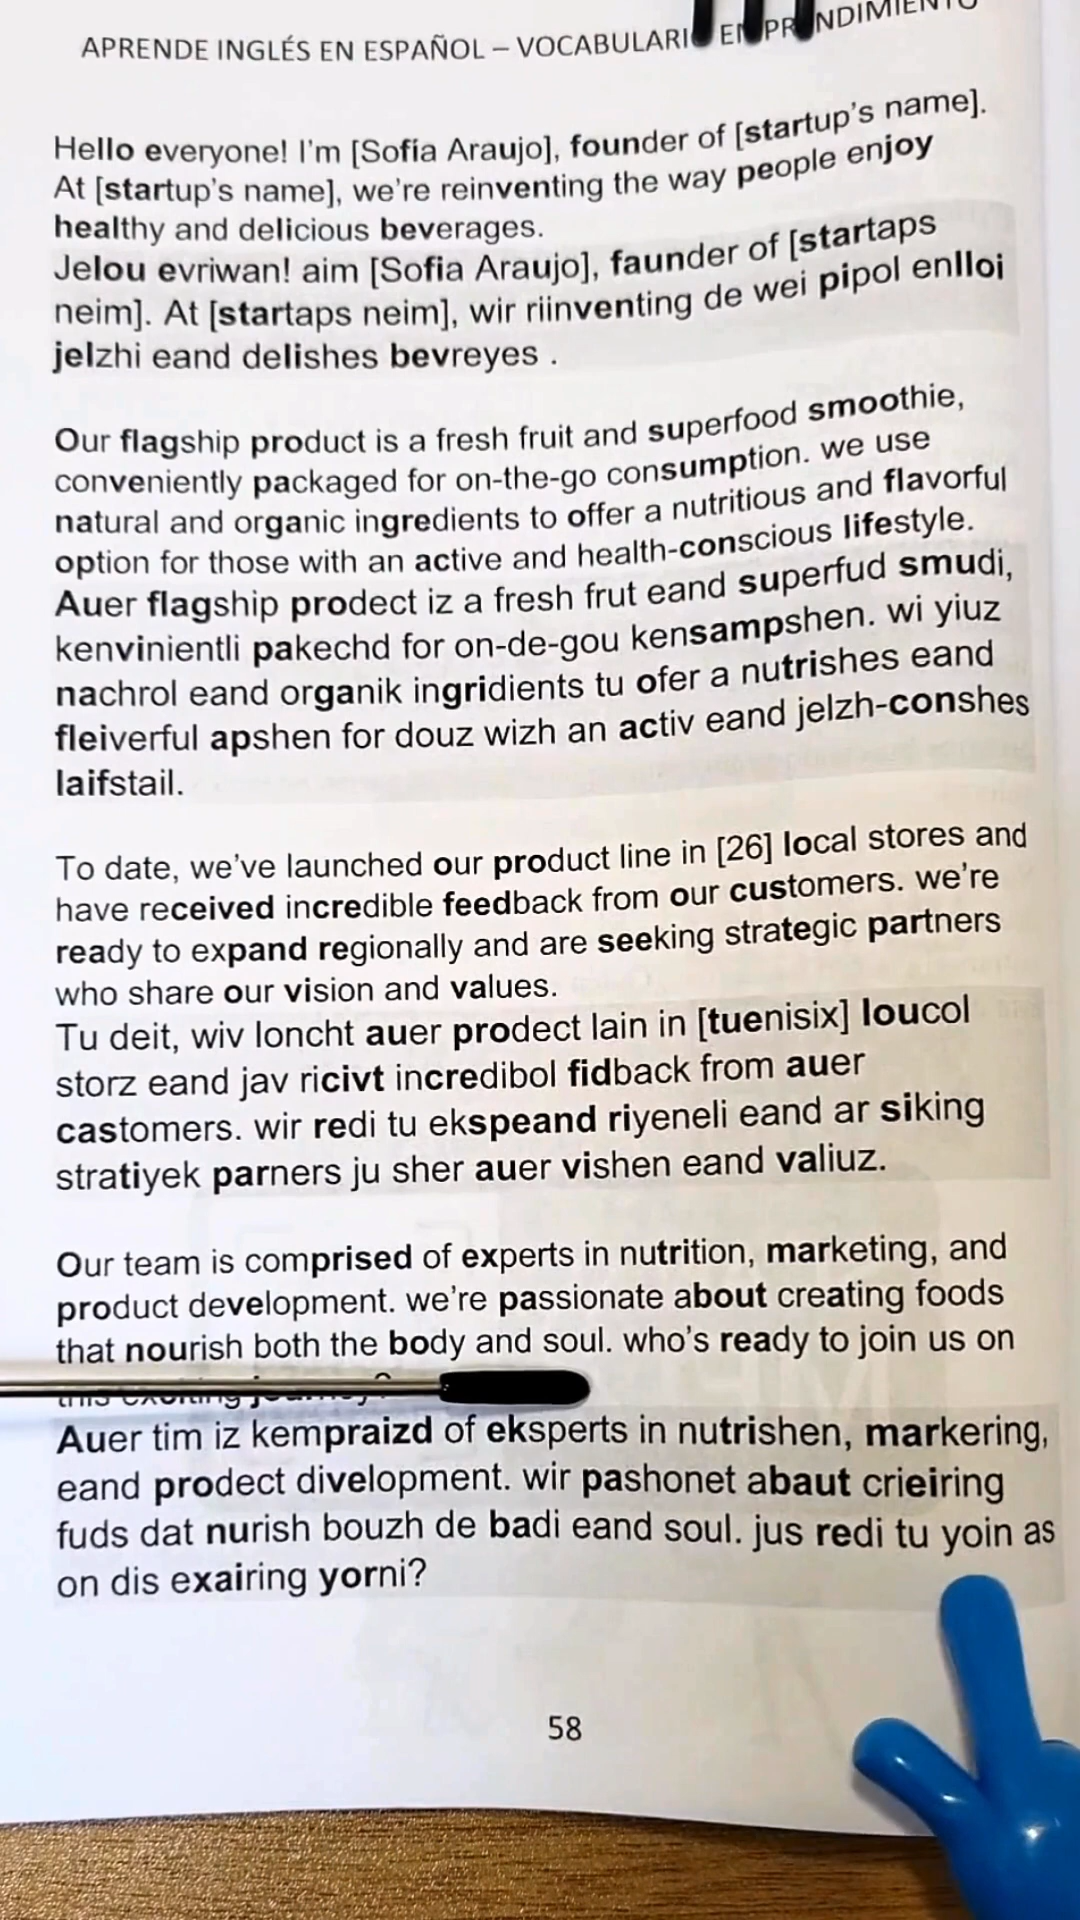 APRENDE INGLÉS EN ESPAÑOL – VOCABULARI
Hello everyone! I'm [Sofía Araujo], founder of [startup's name].
At [startup's name], we're reinventing the way people enjoy
healthy and delicious beverages.
Jelou evriwan! aim [Sofia Araujo], faunder of [startaps
neim]. At [startaps neim], wir riinventing de wei pipol enlloi
jelzhi eand delishes bevreyes .
Our flagship product is a fresh fruit and superfood smoothie,
conveniently packaged for on-the-go consumption. we use
natural and organic ingredients to offer a nutritious and flavorful
option for those with an active and health-conscious lifestyle.
Auer flagship prodect iz a fresh frut eand superfud smudi,
kenvinientli pakechd for on-de-gou kensampshen. wi yiuz
nachrol eand organik ingridients tu ofer a nutrishes eand
fleiverful apshen for douz wizh an activ eand jelzh-conshes
laifstail.
To date, we've launched our product line in [26] local stores and
have received incredible feedback from our customers. we're
ready to expand regionally and are seeking strategic partners
who share our vision and values.
Tu deit, wiv loncht auer prodect lain in [tuenisix] loucol
storz eand jav ricivt incredibol fidback from auer
castomers. wir redi tu ekspeand riyeneli eand ar siking
stratiyek parners ju sher auer vishen eand valiuz.
Our team is comprised of experts in nutrition, marketing, and
product development. we're passionate about creating foods
that nourish both the body and soul. who's ready to join us on
Auer tim iz kempraizd of eksperts in nutrishen, markering,
eand prodect divelopment. wir pashonet abaut crieiring
fuds dat nurish bouzh de badi eand soul. jus redi tu yoin as
on dis exairing yorni?
58